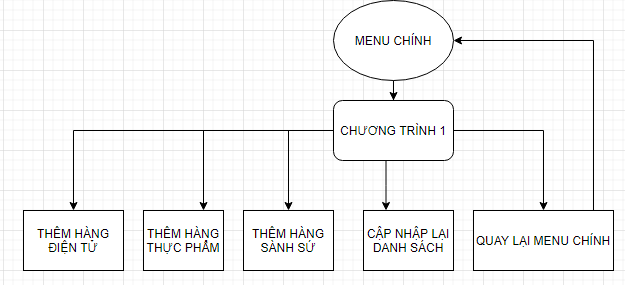 MENU CHÍNH
CHƯƠNG TRÌNH 1
THÊM HÀNG
ĐIỆN TỬ
THÊM HÀNG
THỰC PHẨM
THÊM HÀNG
SÀNH SỨ
CẬP NHẬP LẠI
DANH SÁCH
QUAY LẠI MENU CHÍNH